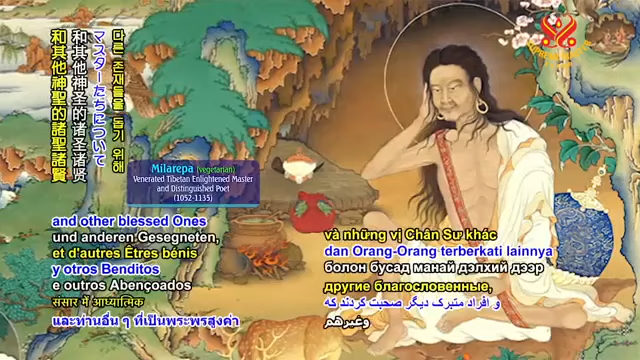 다른 존재들을 돕기 위해
マスターたちについて
和其他神圣的诸圣诸贤
和其他神聖的諸聖諸賢
Milarepa (vegetarian)
Venerated Tibetan Enlightened Master
and Distinguished Poet
(1052-1135)
and other blessed Ones
und anderen Gesegneten,
et d'autres Êtres bénis
y otros Benditos
e outros Abençoados
संसार में आध्यात्मिक
และท่านอื่น ๆ ที่เป็นพระพรสูงค่า
và những vị Chân Sư khác
dan Orang-Orang terberkati lainnya
болон бусад манай дэлхий дээр
другие благословенные,
و افراد متبرک دیگر صحبت کردند که
وغيرهم